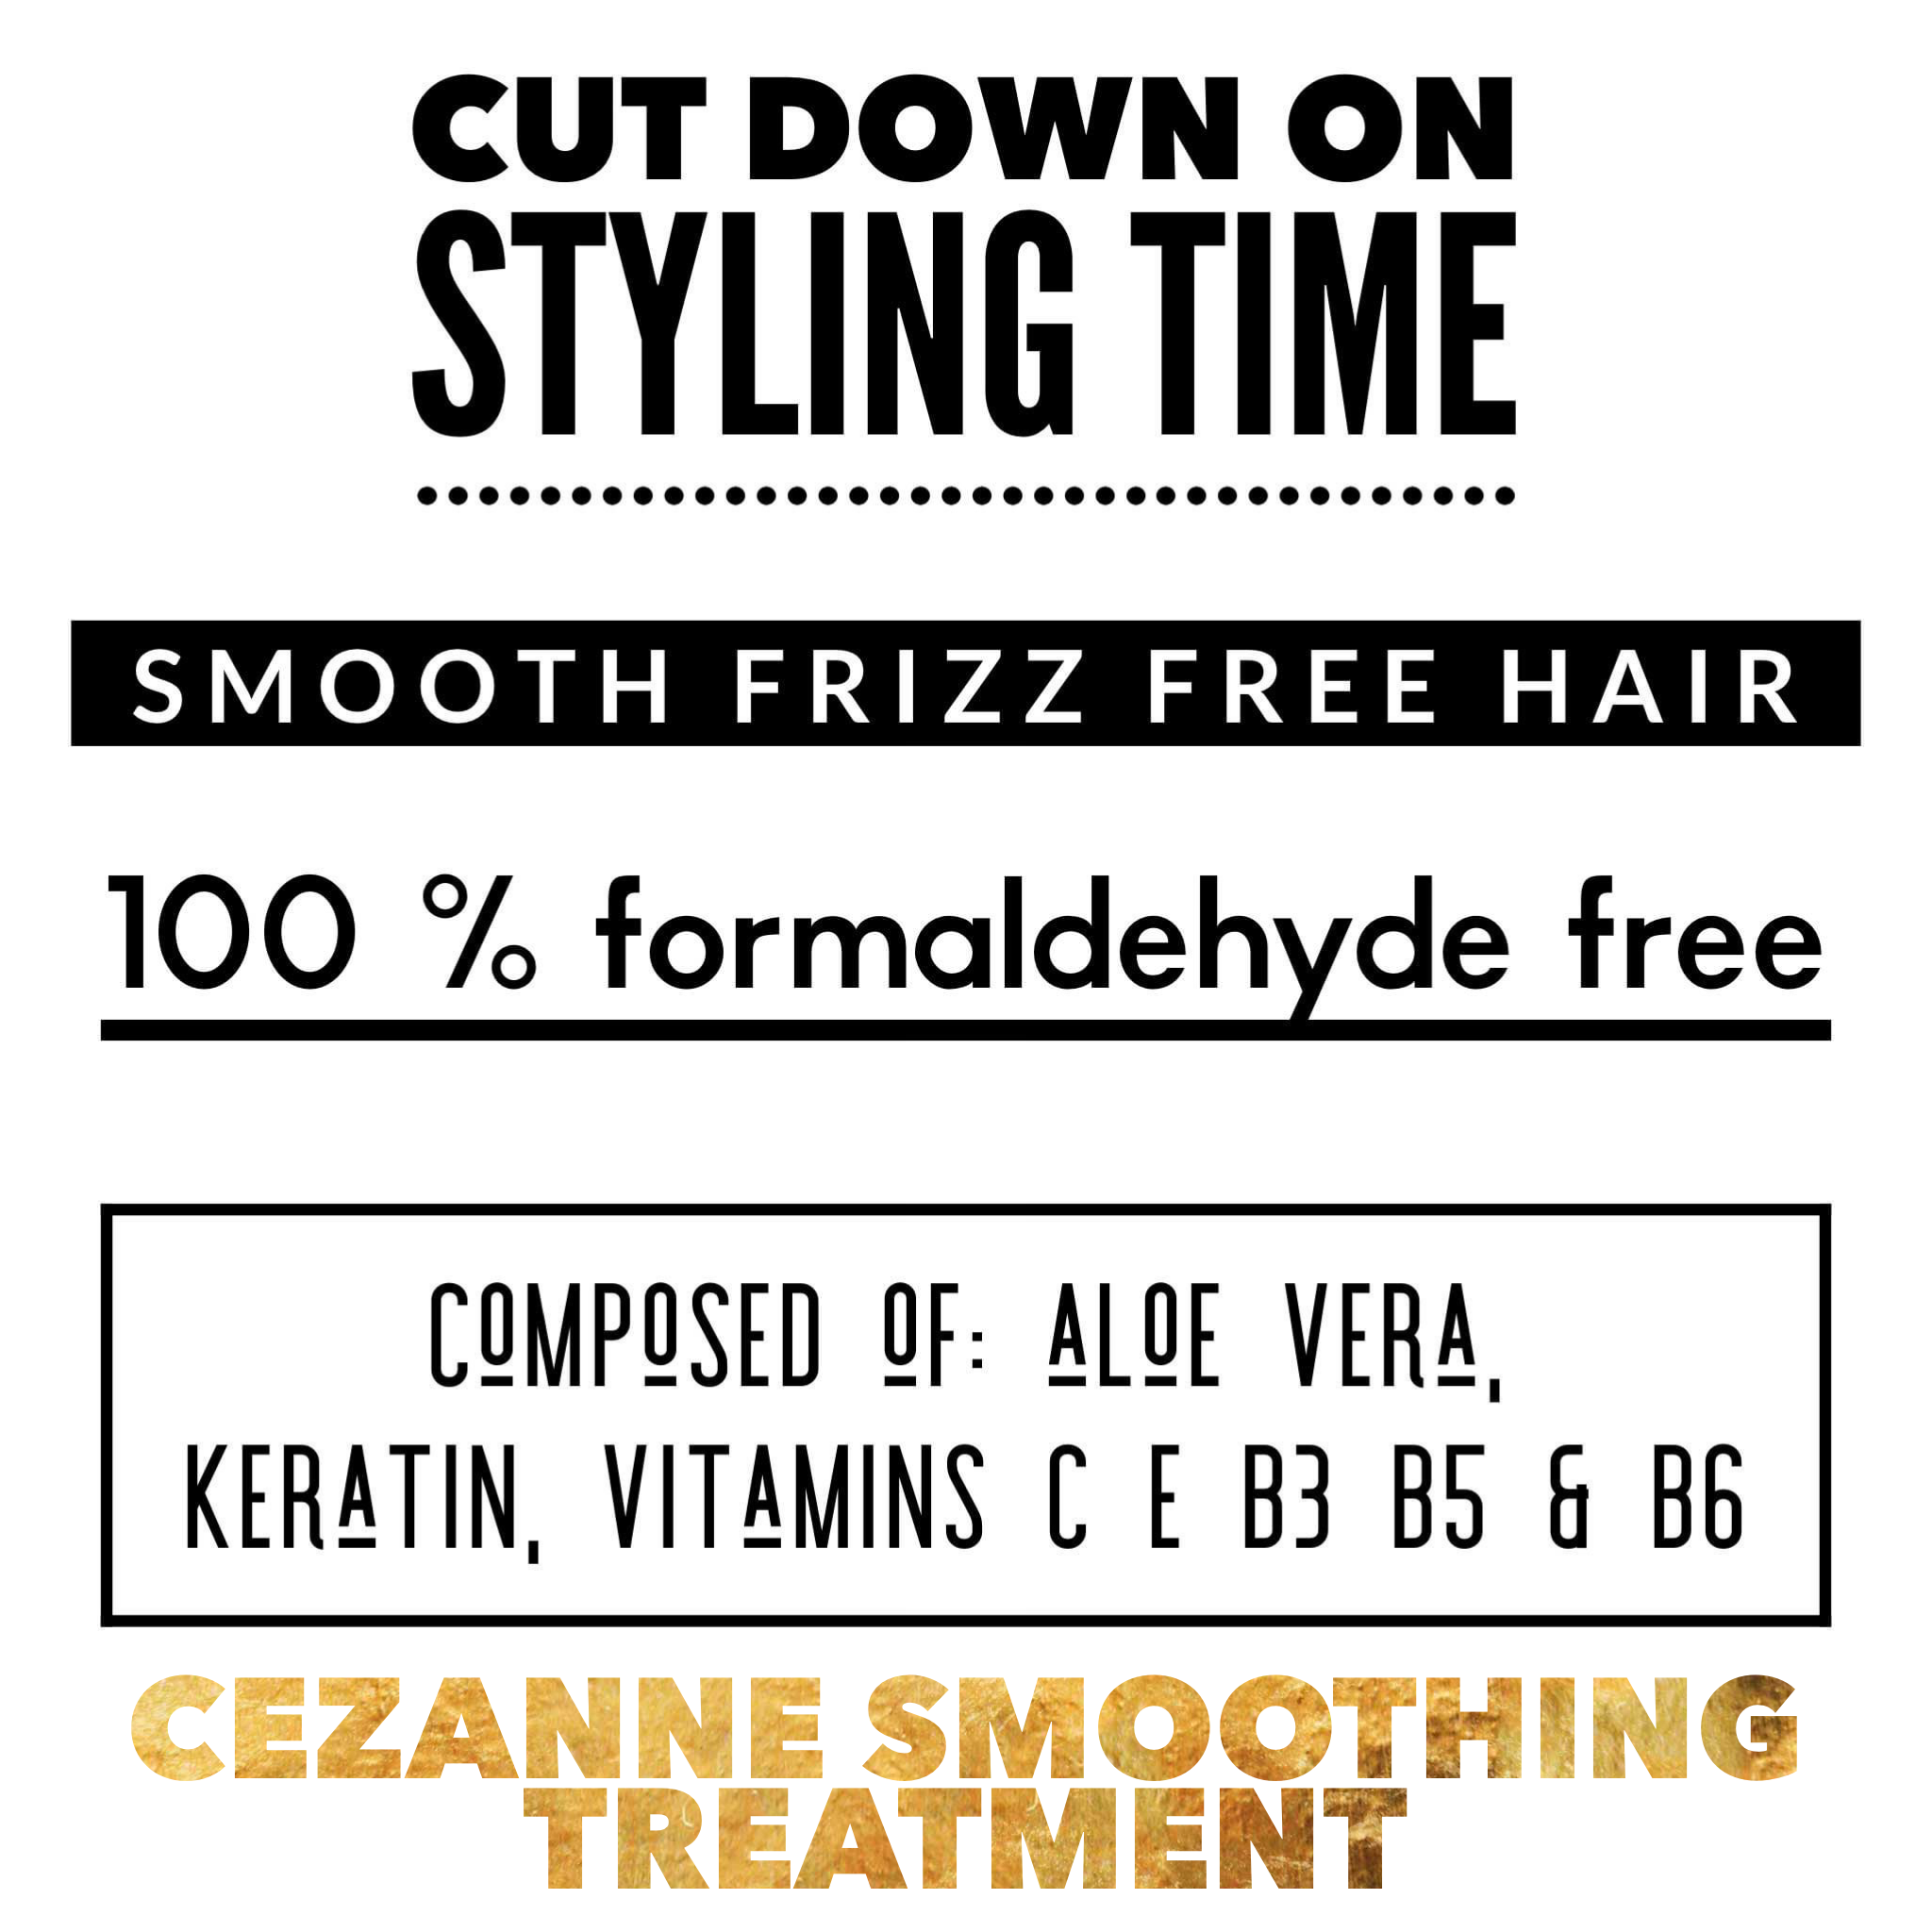 CUT DOWN ON
STYLING TIME
SMOOTH FRIZZ FREE HAIR
100 % formaldehyde free
COMPOSED OF: ALOE VERA,
KERATIN, VITAMINS C E B3 B5 & B6
CEZANNE SMOOTHING
TREATMENT